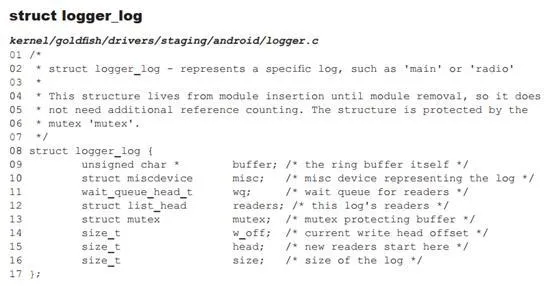 struct logger_log
kernel/goldfish/drivers/staging/android/logger.c
01 /*
02  * struct logger_log - represents a specific log, such as 'main' or 'radio'
03  *
04  * This structure lives from module insertion until module removal, so it does
05  * not need additional reference counting. The structure is protected by the
06  * mutex 'mutex'.
07  */
08 struct logger_log {
09 unsigned char * buffer; /* the ring buffer itself */
10 struct miscdevice misc; /* misc device representing the log */
11 wait_queue_head_t wq; /* wait queue for readers */
12 struct list_head readers; /* this log's readers */
13 struct mutex mutex; /* mutex protecting buffer */
14 size_t w_off; /* current write head offset */
15 size_t head; /* new readers start here */
16 size_t size; /* size of the log */
17 };